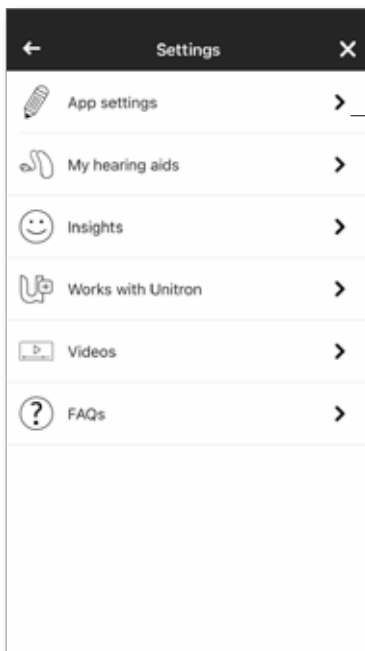 Settings
App settings
My hearing aids
Insights
Works with Unitron
Videos
FAQs